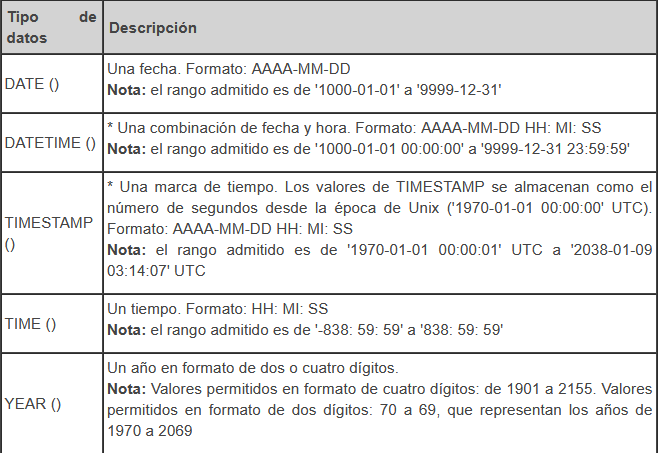 Tipo de
datos
Descripción
DATE ()
Una fecha. Formato: AAAA-MM-DD
Nota: el rango admitido es de '1000-01-01' a '9999-12-31'
DATETIME ()
* Una combinación de fecha y hora. Formato: AAAA-MM-DD HH: MI: SS
Nota: el rango admitido es de '1000-01-01 00:00:00' a '9999-12-31 23:59:59'
TIMESTAMP
()
* Una marca de tiempo. Los valores de TIMESTAMP se almacenan como el
número de segundos desde la época de Unix ('1970-01-01 00:00:00' UTC).
Formato: AAAA-MM-DD HH: MI: SS
Nota: el rango admitido es de '1970-01-01 00:00:01' UTC a '2038-01-09
03:14:07' UTC
TIME ()
Un tiempo. Formato: HH: MI: SS
Nota: el rango admitido es de '-838: 59: 59' a '838: 59: 59'
YEAR ()
Un año en formato de dos o cuatro dígitos.
Nota: Valores permitidos en formato de cuatro dígitos: de 1901 a 2155. Valores
permitidos en formato de dos dígitos: 70 a 69, que representan los años de
1970 a 2069